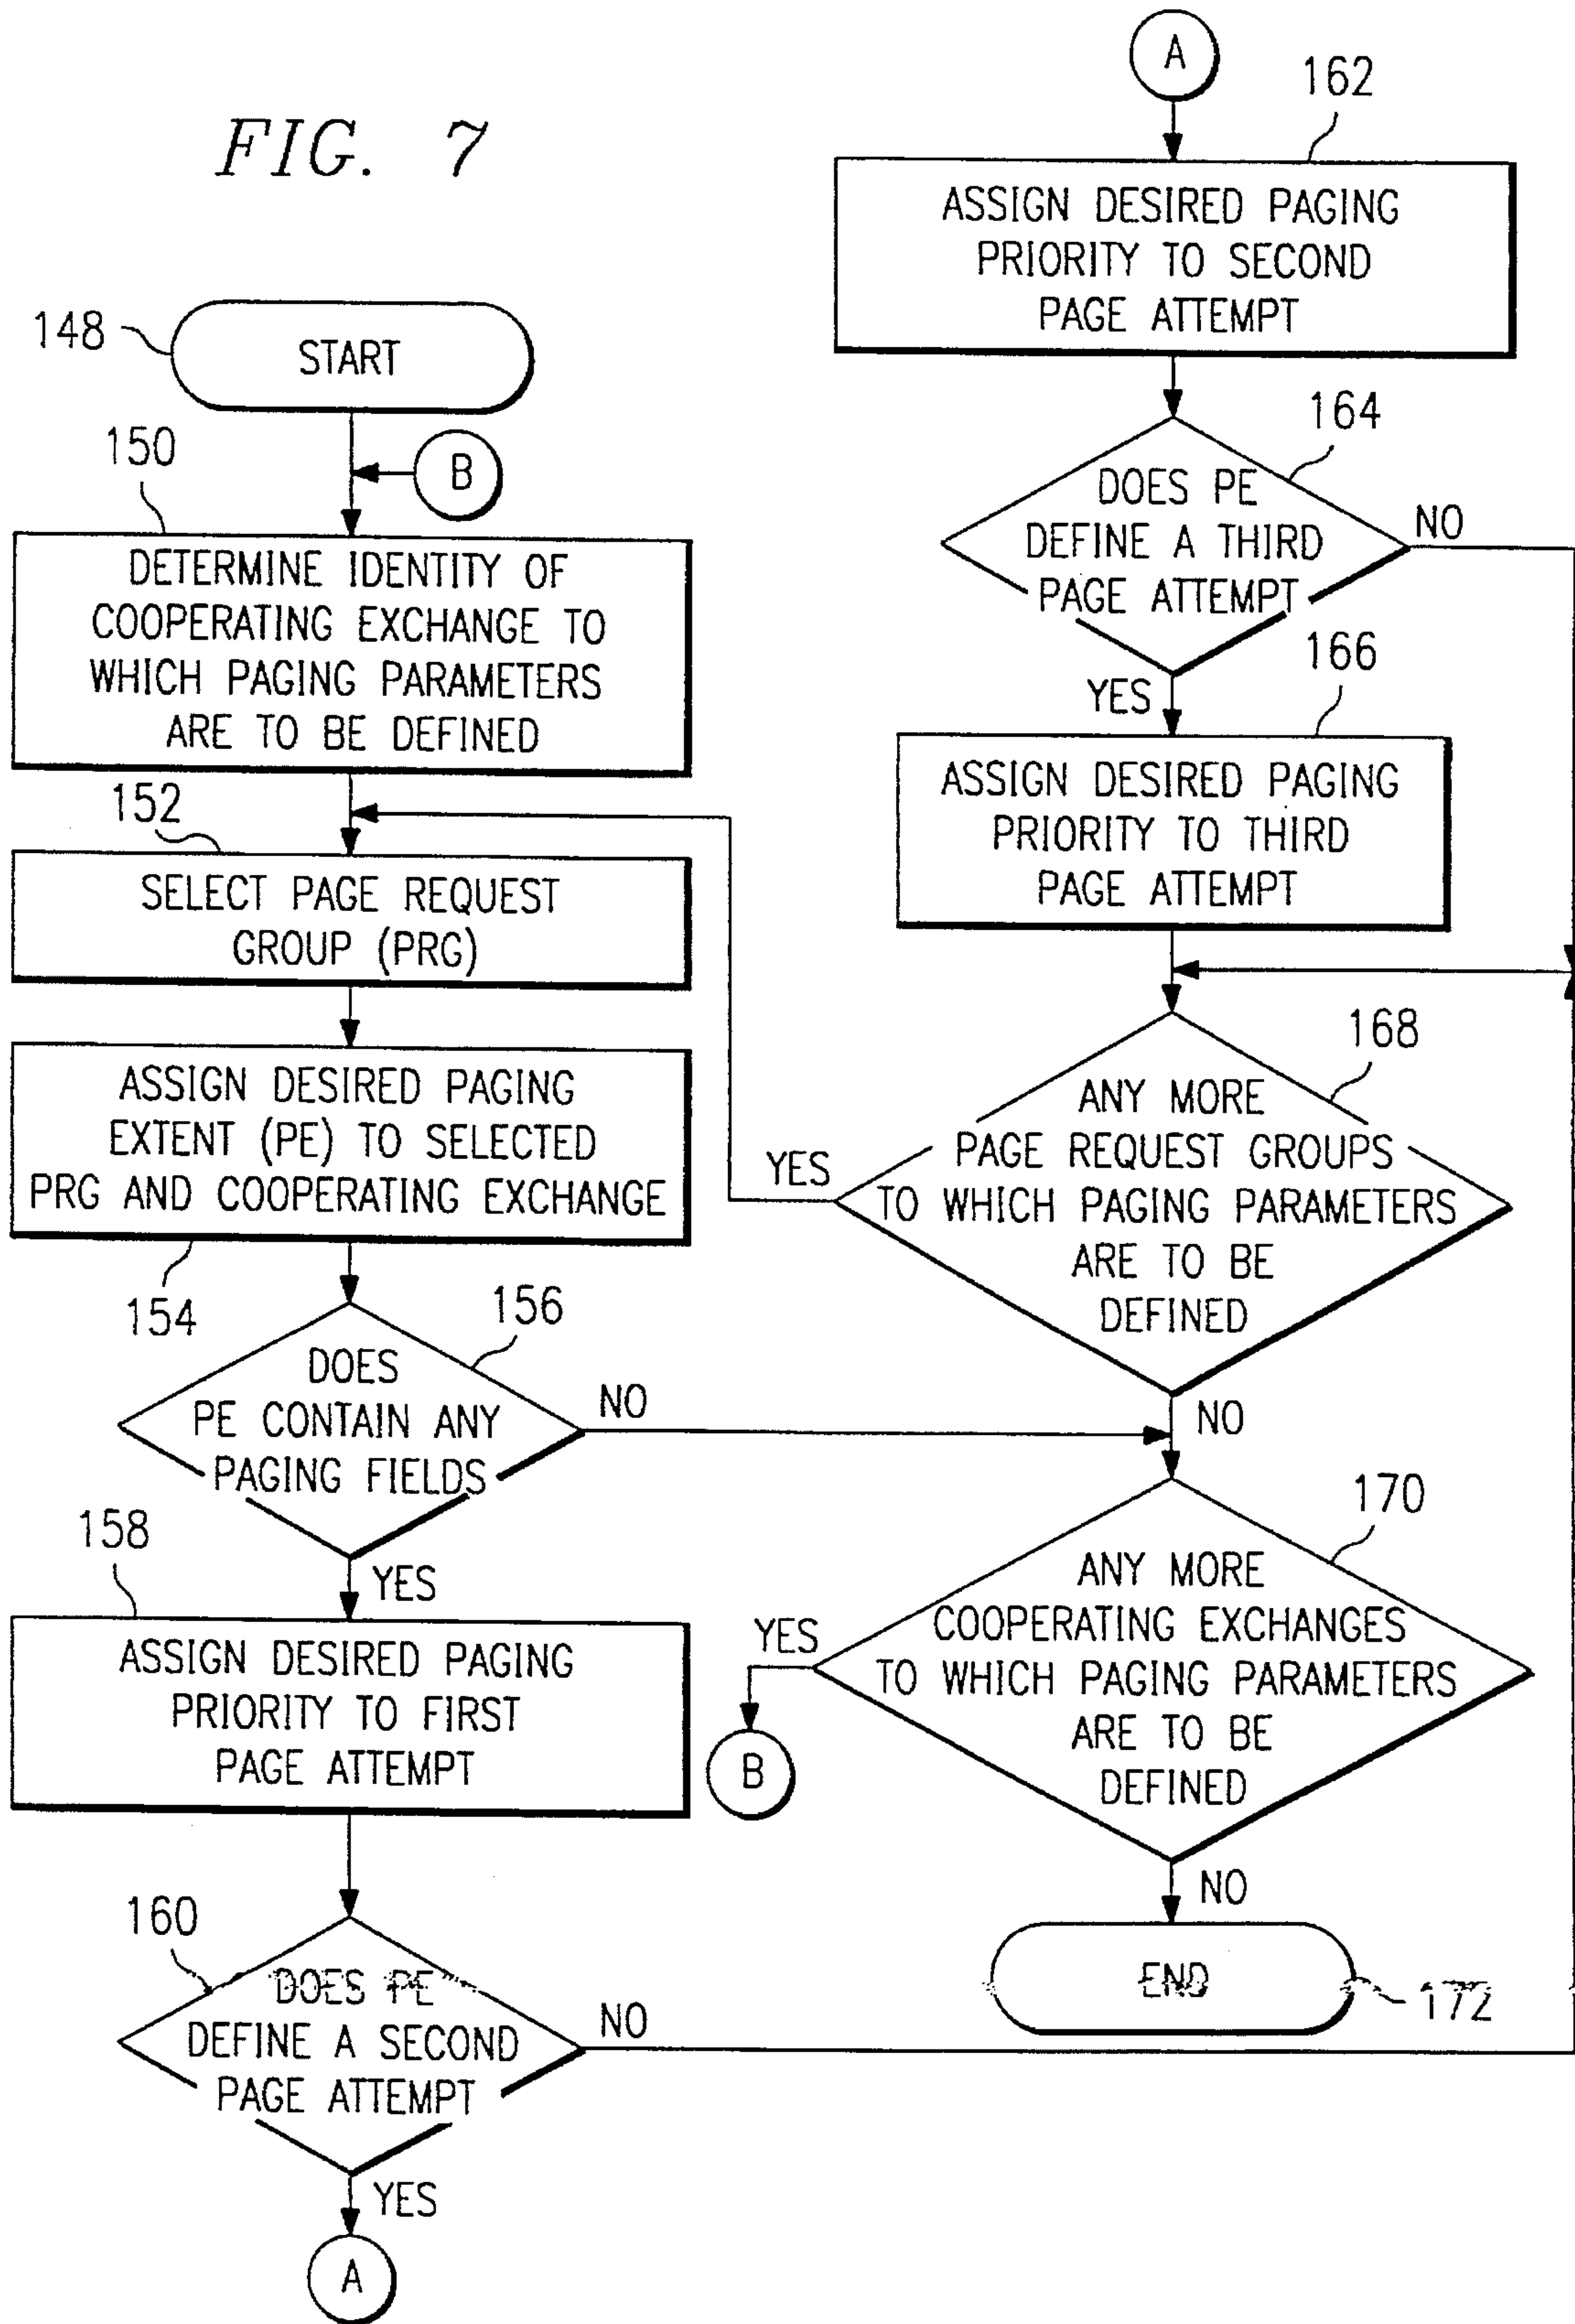 FIG. 7
148
START
B
150
DETERMINE IDENTITY OF
COOPERATING EXCHANGE TO
WHICH PAGING PARAMETERS
ARE TO BE DEFINED
152
SELECT PAGE REQUEST
GROUP (PRG)
ASSIGN DESIRED PAGING
EXTENT (PE) TO SELECTED
PRG AND COOPERATING EXCHANGE
154
156
DOES
PE CONTAIN ANY
PAGING FIELDS
NO
YES
158
ASSIGN DESIRED PAGING
PRIORITY TO FIRST
PAGE ATTEMPT
160
DOES PE
DEFINE A SECOND
PAGE ATTEMPT
NO
YES
A
A
162
ASSIGN DESIRED PAGING
PRIORITY TO SECOND
PAGE ATTEMPT
164
DOES PE
DEFINE A THIRD
PAGE ATTEMPT
NO
YES
166
ASSIGN DESIRED PAGING
PRIORITY TO THIRD
PAGE ATTEMPT
168
ANY MORE
PAGE REQUEST GROUPS
TO WHICH PAGING PARAMETERS
ARE TO BE
DEFINED
YES
NO
170
ANY MORE
COOPERATING EXCHANGES
TO WHICH PAGING PARAMETERS
ARE TO BE
DEFINED
YES
B
NO
END
172